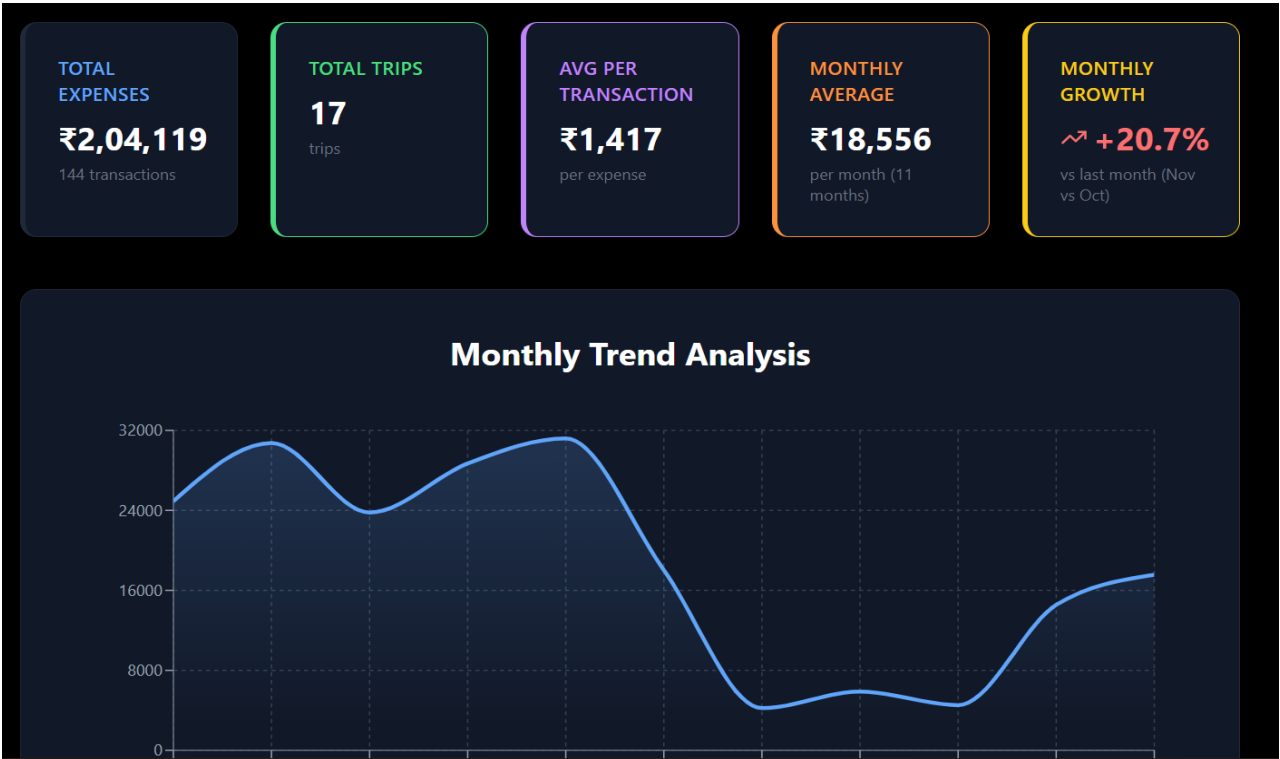 TOTAL
EXPENSES
₹2,04,119
144 transactions
TOTAL TRIPS
17
trips
AVG PER
TRANSACTION
₹1,417
per expense
MONTHLY
AVERAGE
₹18,556
per month (11
months)
MONTHLY
GROWTH
+20.7%
vs last month (Nov
vs Oct)
Monthly Trend Analysis
32000
24000
16000
8000
0